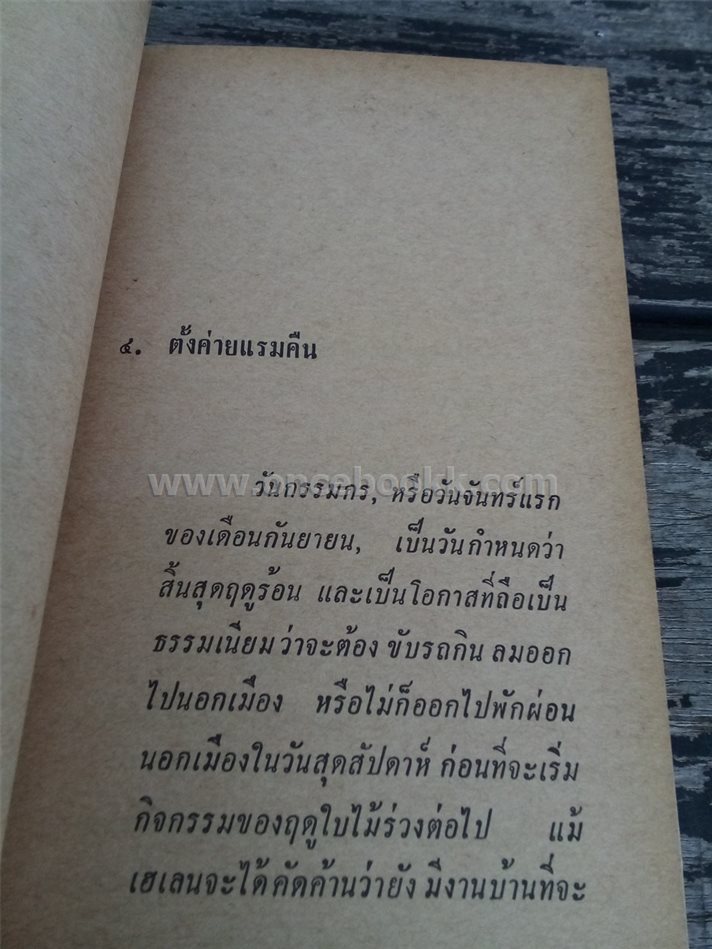 ๔. ตั้งค่ายแรมคืน
วันกรรมกร, หรือวันจันทร์แรก
ของเดือนกันยายน, เป็นวันกำหนดว่า
สิ้นสุดฤดูร้อน และเป็นโอกาสที่ถือเป็น
ธรรมเนียมว่าจะต้อง ขับรถกิน ลมออก
ไปนอกเมือง หรือไม่ก็ออกไปพักผ่อน
นอกเมืองในวันสุดสัปดาห์ ก่อนที่จะเริ่ม
กิจกรรมของฤดูใบไม้ร่วงต่อไป แม้
เฮเลนจะได้คัดค้านว่ายัง มีงานบ้านที่จะ